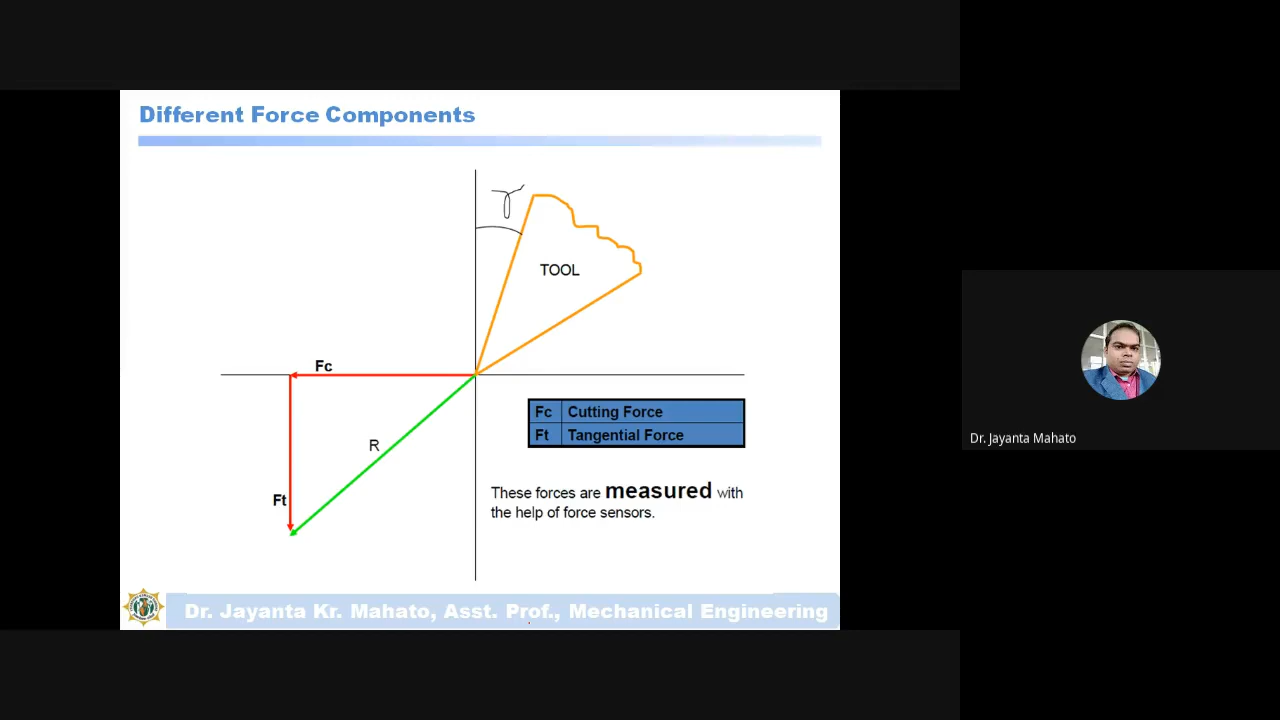 Different Force Components
γ
TOOL
Fc
Fc Cutting Force
Ft Tangential Force
R
These forces are measured with
the help of force sensors.
Ft
Dr. Jayanta Kr. Mahato, Asst. Prof., Mechanical Engineering
Dr. Jayanta Mahato